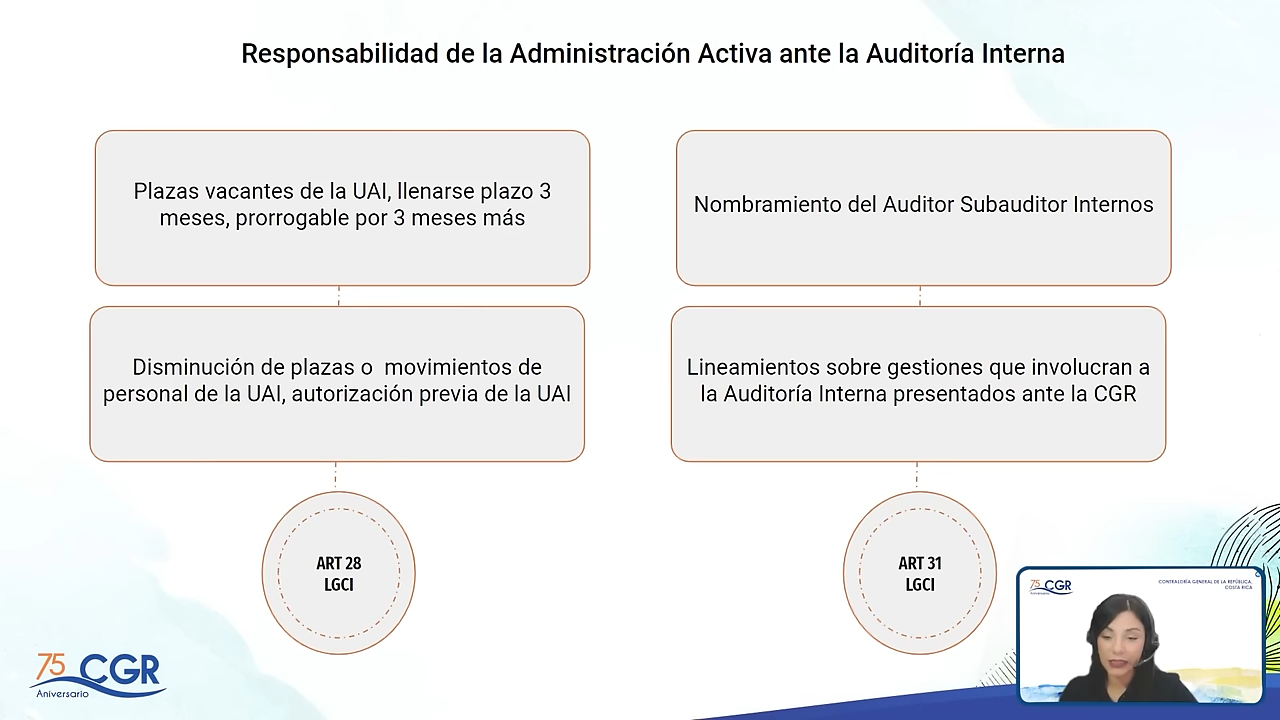 Responsabilidad de la Administración Activa ante la Auditoría Interna
Plazas vacantes de la UAI, llenarse plazo 3
meses, prorrogable por 3 meses más
Disminución de plazas o  movimientos de
personal de la UAI, autorización previa de la UAI
ART 28
LGCI
Nombramiento del Auditor Subauditor Internos
Lineamientos sobre gestiones que involucran a
la Auditoría Interna presentados ante la CGR
ART 31
LGCI
75 CGR
Aniversario
75 CGR
Aniversario
CONTRALORÍA GENERAL DE LA REPÚBLICA,
COSTA RICA